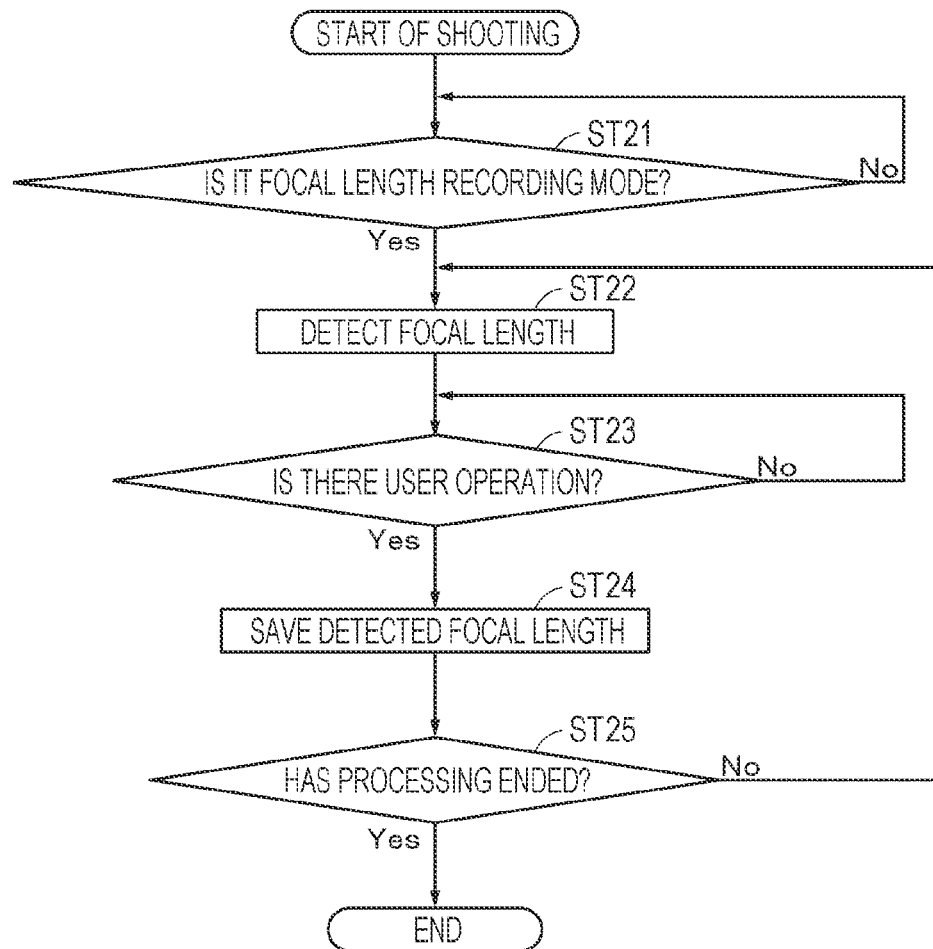 START OF SHOOTING
ST21
IS IT FOCAL LENGTH RECORDING MODE?
No
Yes
ST22
DETECT FOCAL LENGTH
ST23
IS THERE USER OPERATION?
No
Yes
ST24
SAVE DETECTED FOCAL LENGTH
ST25
HAS PROCESSING ENDED?
No
Yes
END